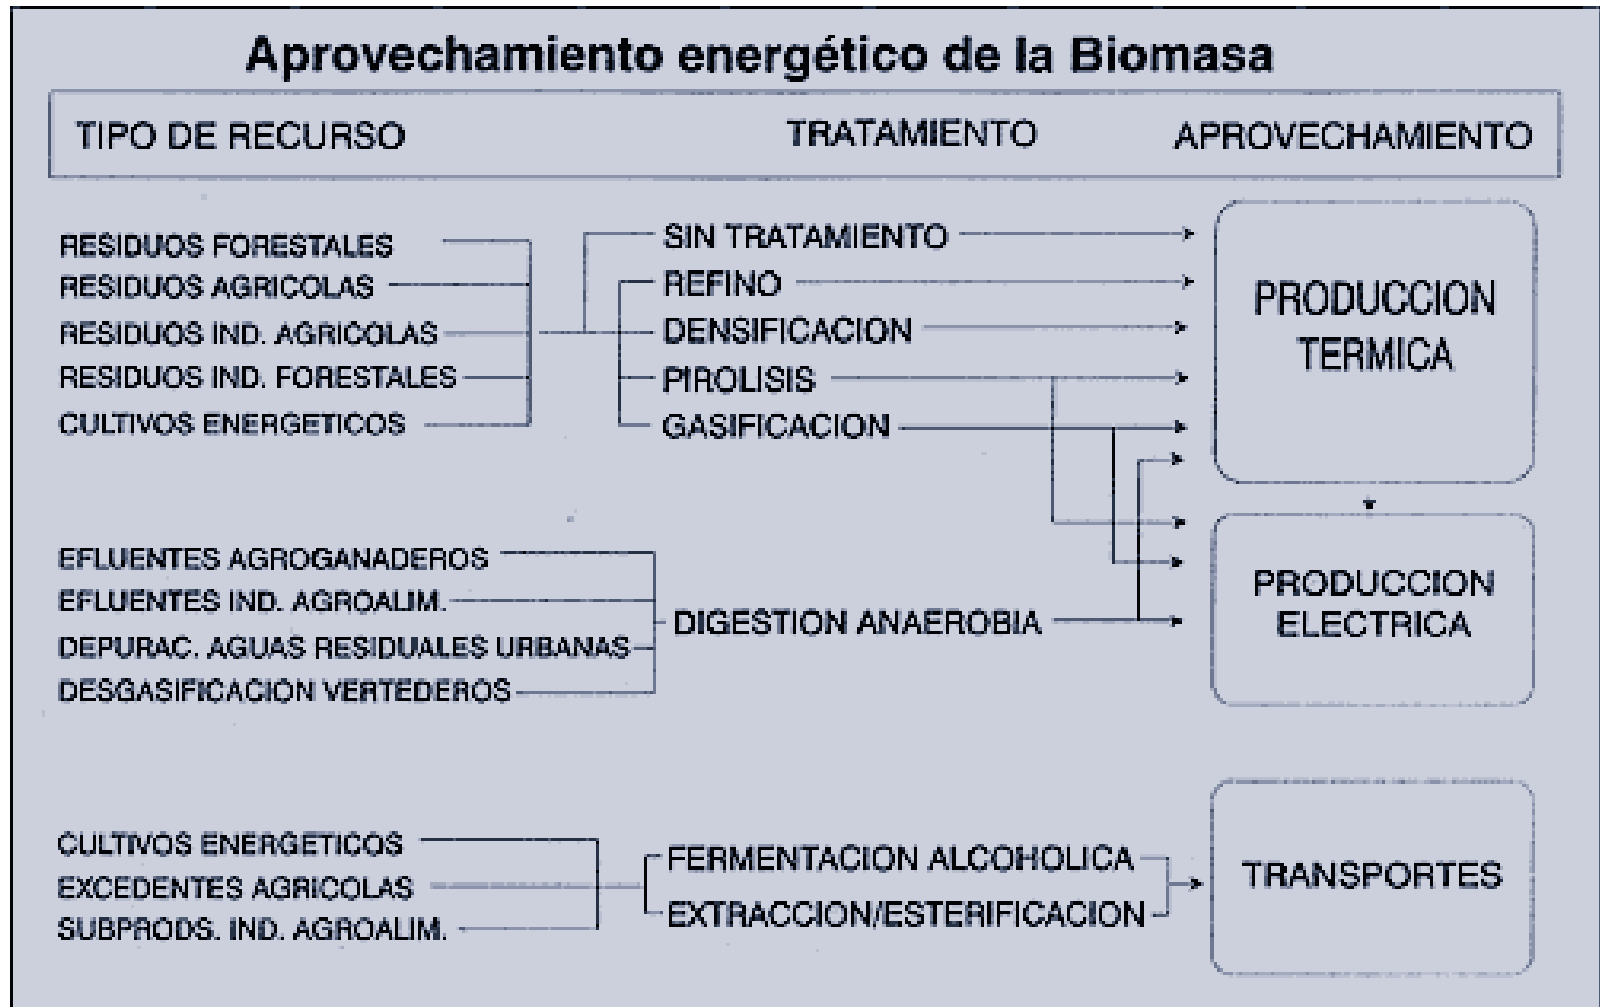 Aprovechamiento energético de la Biomasa
TIPO DE RECURSO
TRATAMIENTO
APROVECHAMIENTO
RESIDUOS FORESTALES
RESIDUOS AGRICOLAS
RESIDUOS IND. AGRICOLAS
RESIDUOS IND. FORESTALES
CULTIVOS ENERGETICOS
SIN TRATAMIENTO
REFINO
DENSIFICACION
PIROLISIS
GASIFICACION
PRODUCCION
TERMICA
EFLUENTES AGROGANADEROS
EFLUENTES IND. AGROALIM.
DEPURAC. AGUAS RESIDUALES URBANAS
DESGASIFICACION VERTEDEROS
DIGESTION ANAEROBIA
PRODUCCION
ELECTRICA
CULTIVOS ENERGETICOS
EXCEDENTES AGRICOLAS
SUBPRODS. IND. AGROALIM.
FERMENTACION ALCOHOLICA
EXTRACCION/ESTERIFICACION
TRANSPORTES